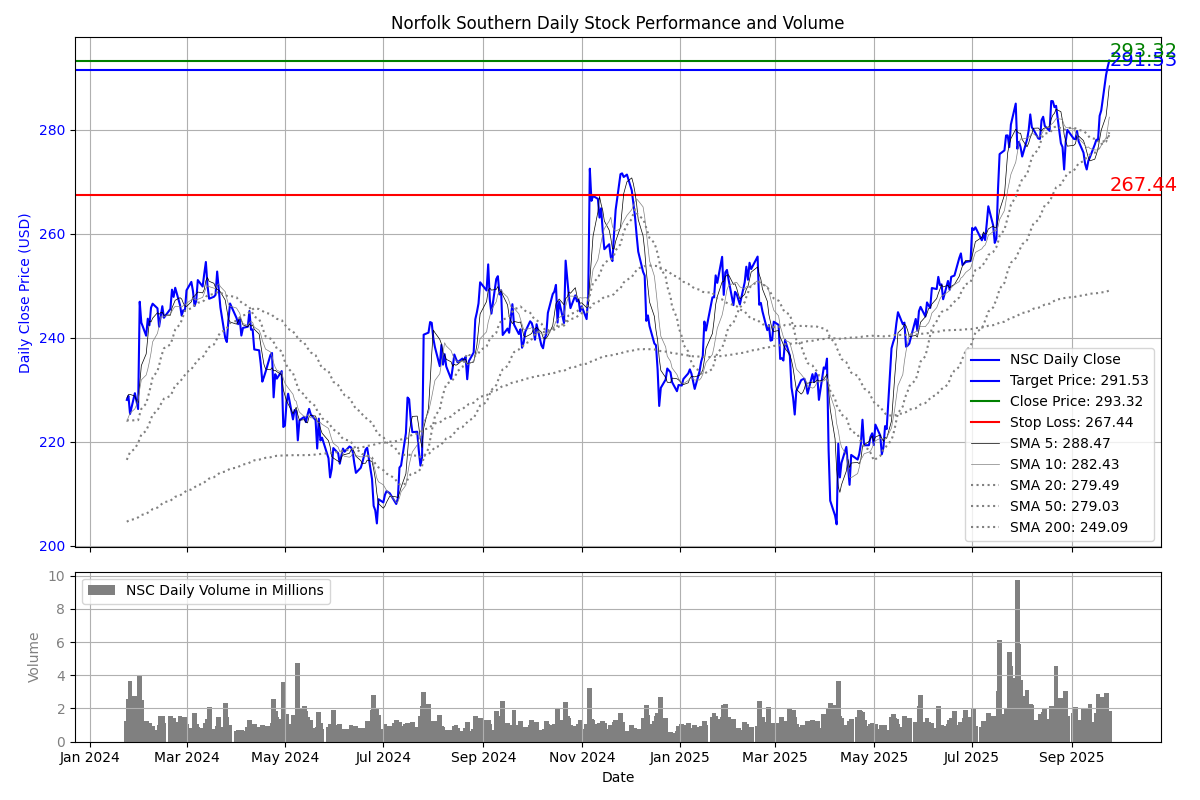 Norfolk Southern Daily Stock Performance and Volume
293.32
291.53
280
267.44
260
240
220
200
Daily Close Price (USD)
NSC Daily Close
Target Price: 291.53
Close Price: 293.32
Stop Loss: 267.44
SMA 5: 288.47
SMA 10: 282.43
SMA 20: 279.49
SMA 50: 279.03
SMA 200: 249.09
NSC Daily Volume in Millions
10
8
6
4
2
0
Volume
Jan 2024 Mar 2024 May 2024 Jul 2024 Sep 2024 Nov 2024 Jan 2025 Mar 2025 May 2025 Jul 2025 Sep 2025
Date